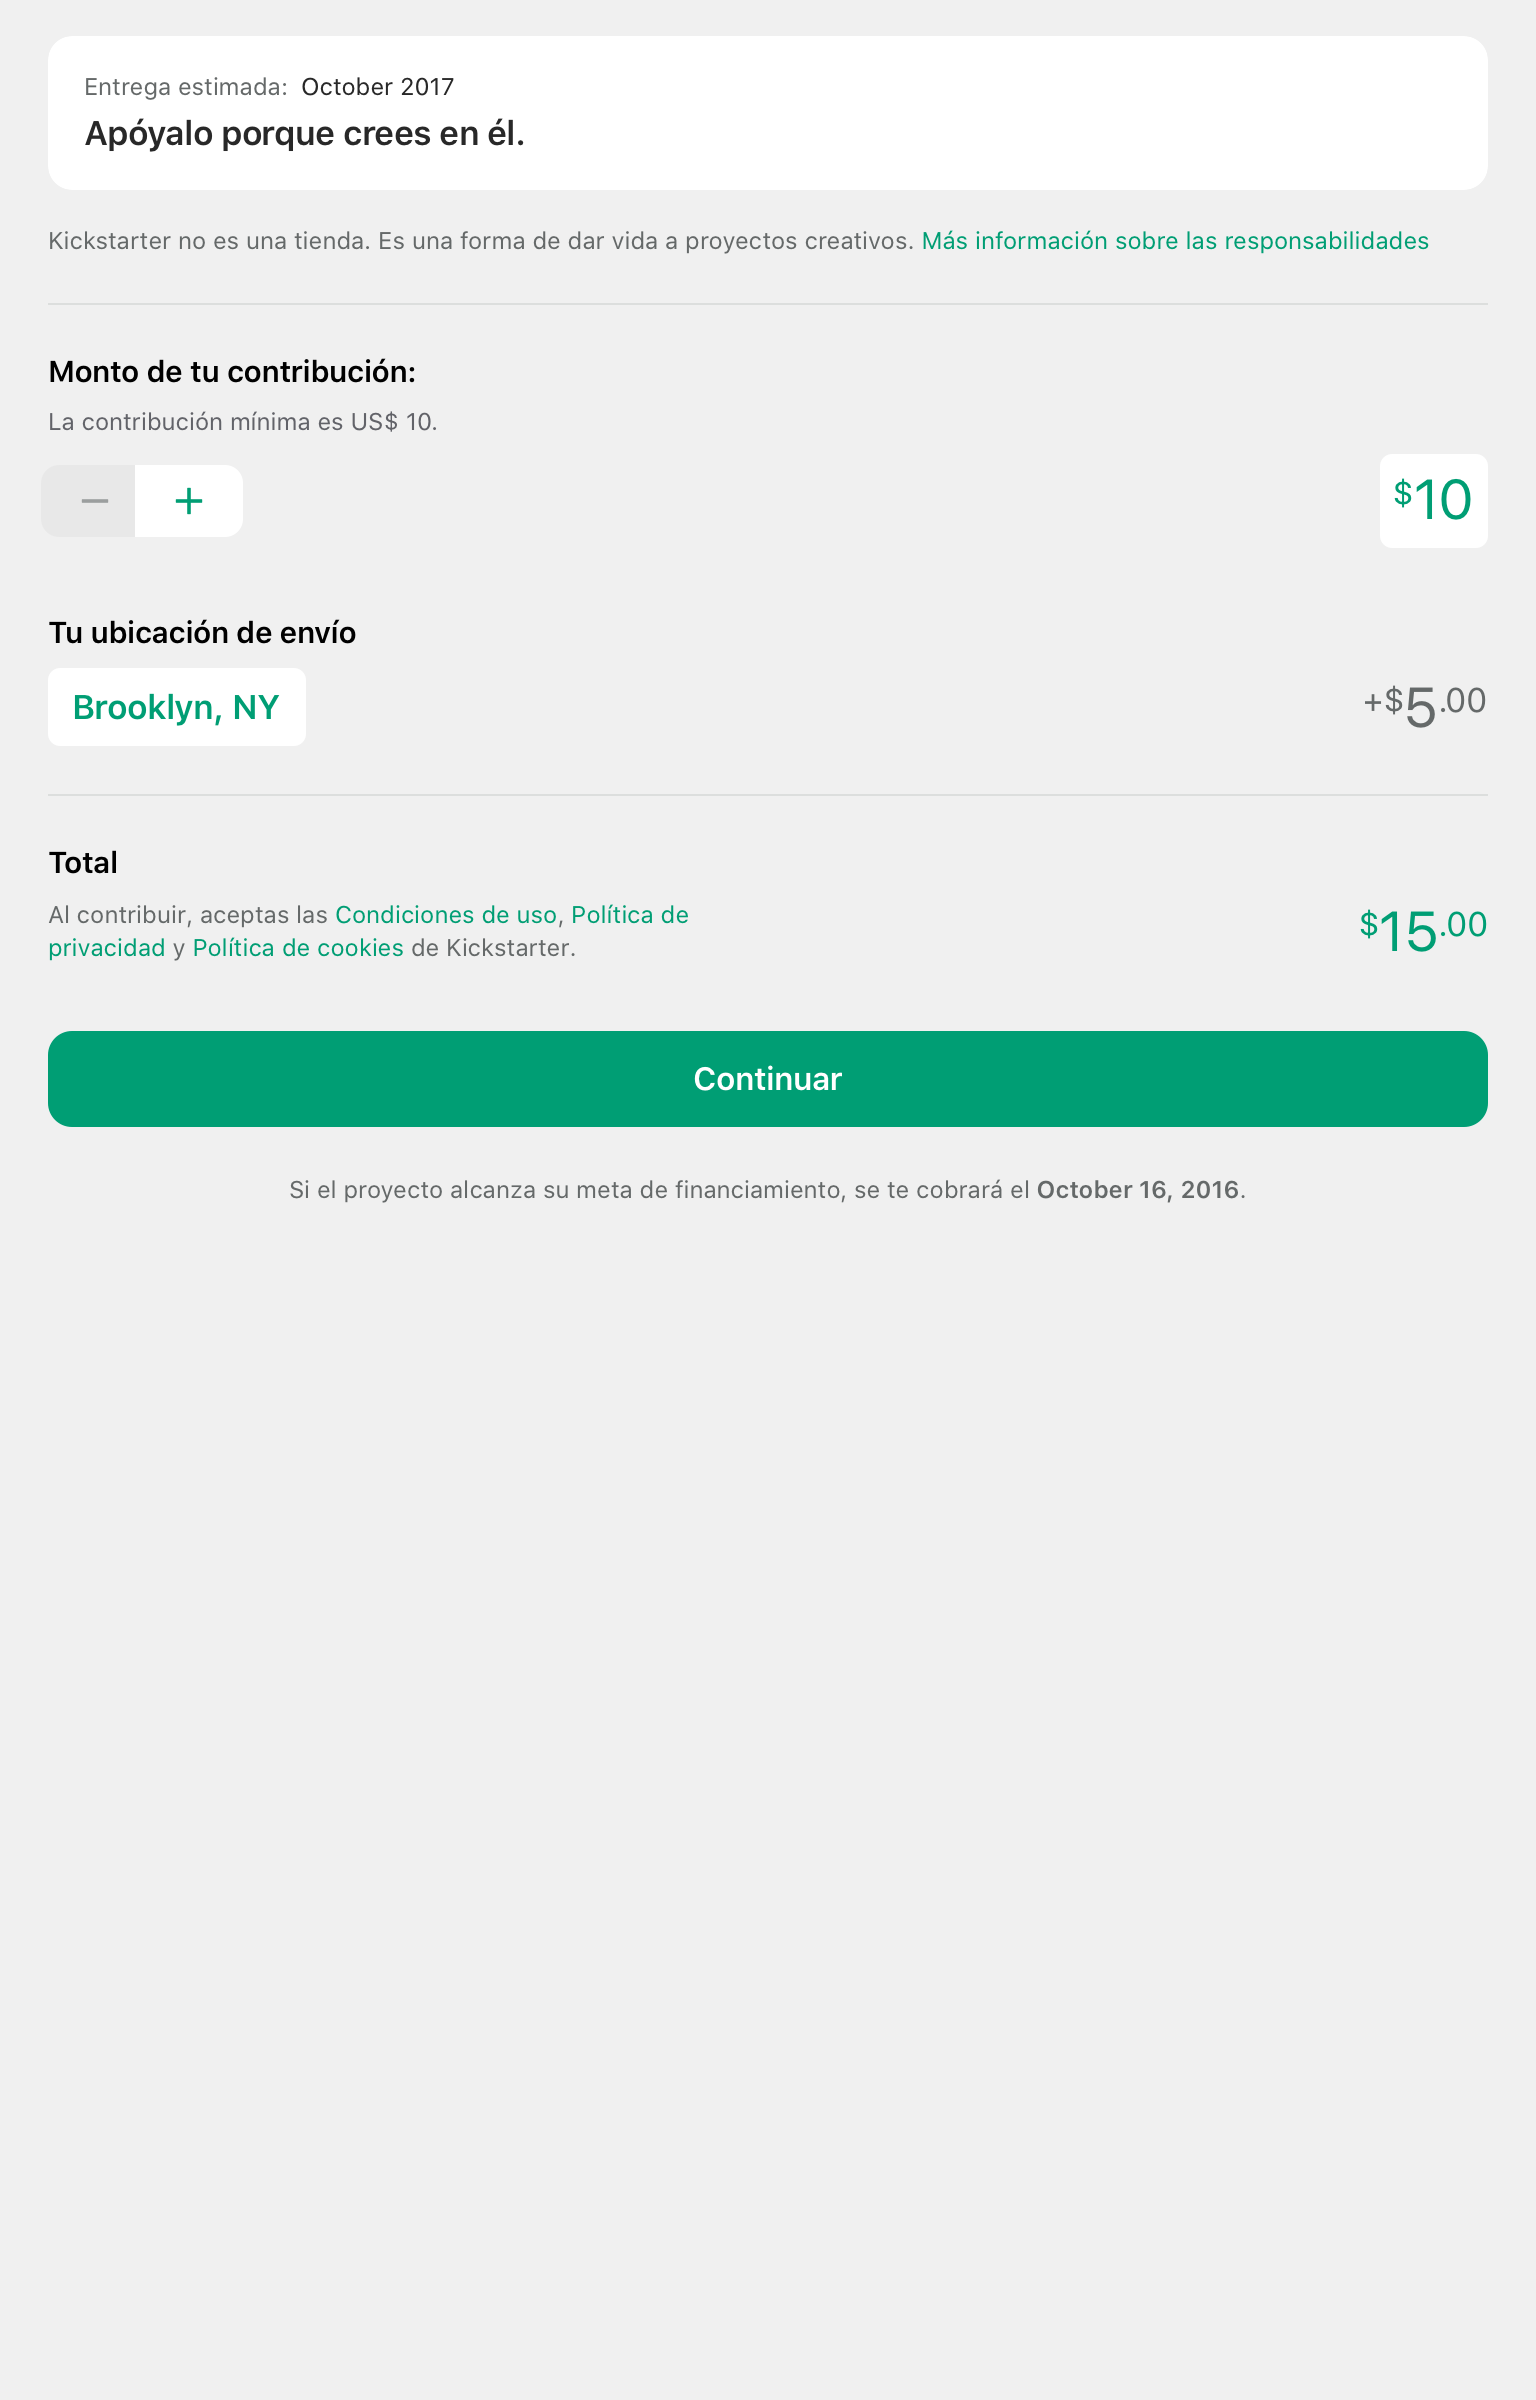 Entrega estimada: October 2017
Apóyalo porque crees en él.
Kickstarter no es una tienda. Es una forma de dar vida a proyectos creativos. Más información sobre las responsabilidades
Monto de tu contribución:
La contribución mínima es US$ 10.
− +
$10
Tu ubicación de envío
Brooklyn, NY
+$5.00
Total
Al contribuir, aceptas las Condiciones de uso, Política de
privacidad y Política de cookies de Kickstarter.
$15.00
Continuar
Si el proyecto alcanza su meta de financiamiento, se te cobrará el October 16, 2016.